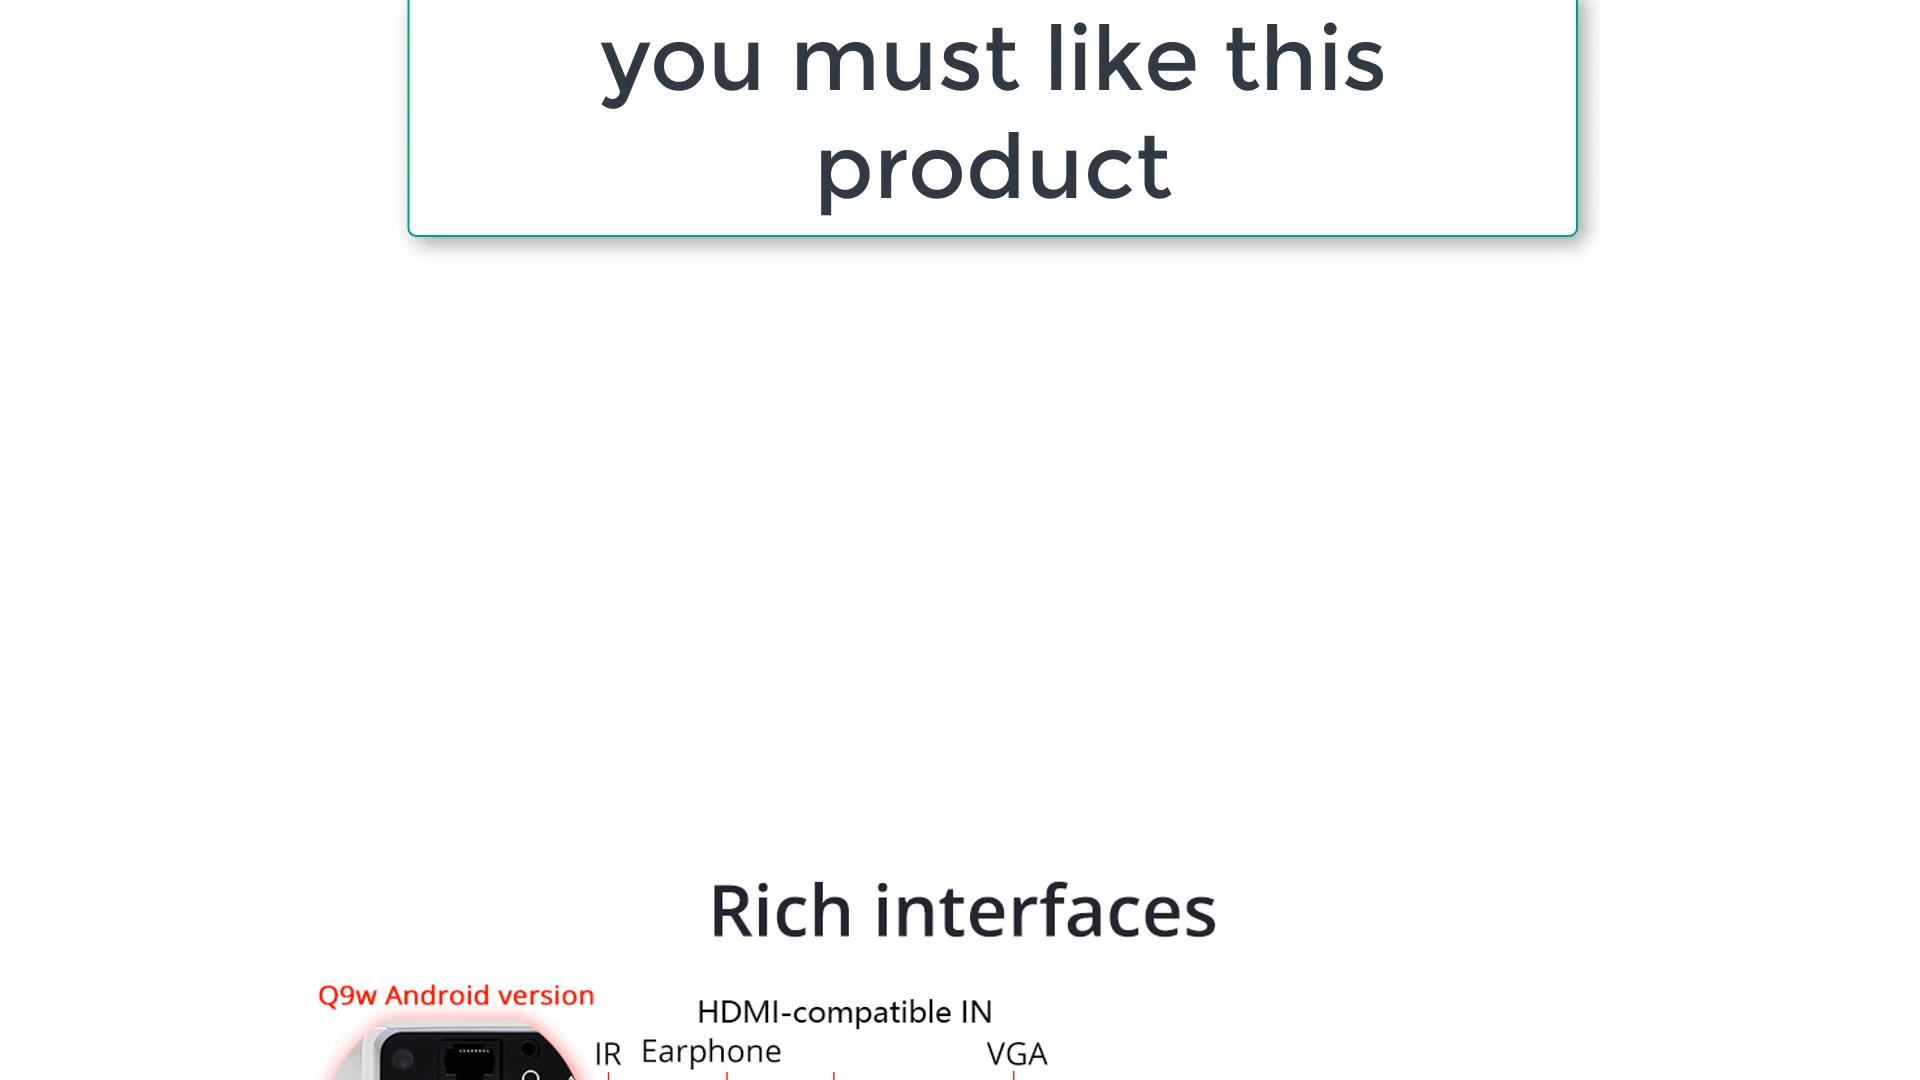 you must like this
product
Rich interfaces
Q9w Android version
HDMI-compatible IN
IR Earphone VGA